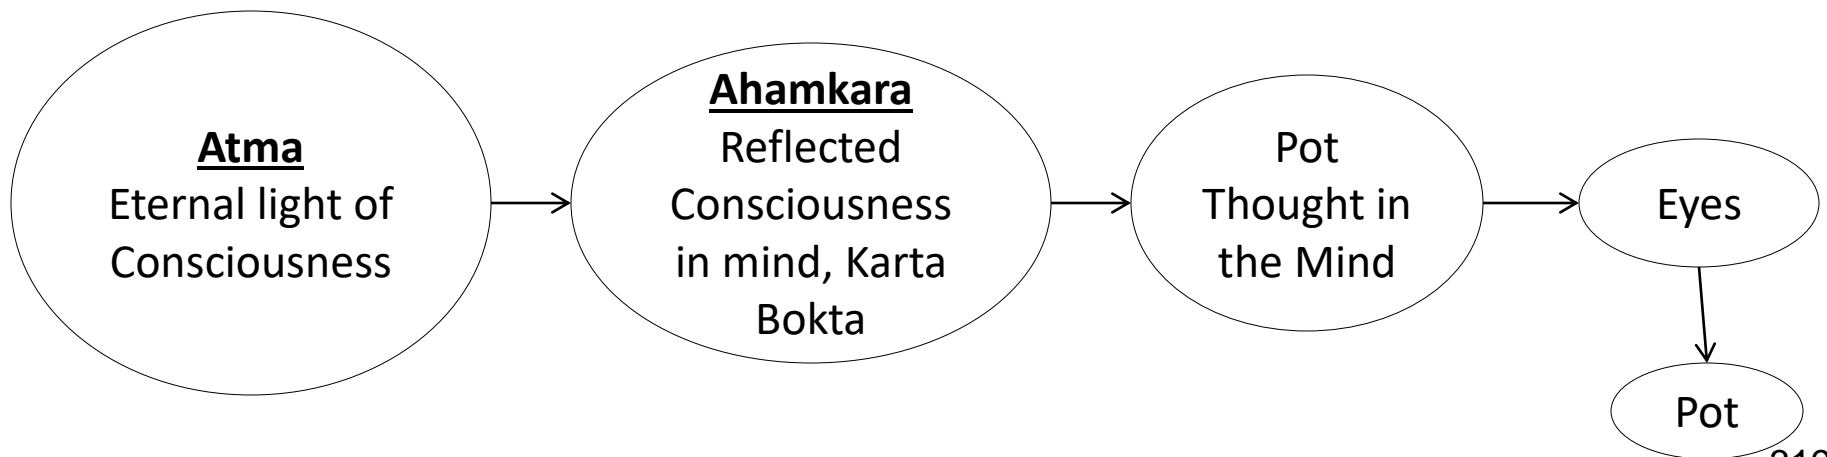 Atma
Eternal light of
Consciousness
Ahamkara
Reflected
Consciousness
in mind, Karta
Bokta
Pot
Thought in
the Mind
Eyes
Pot